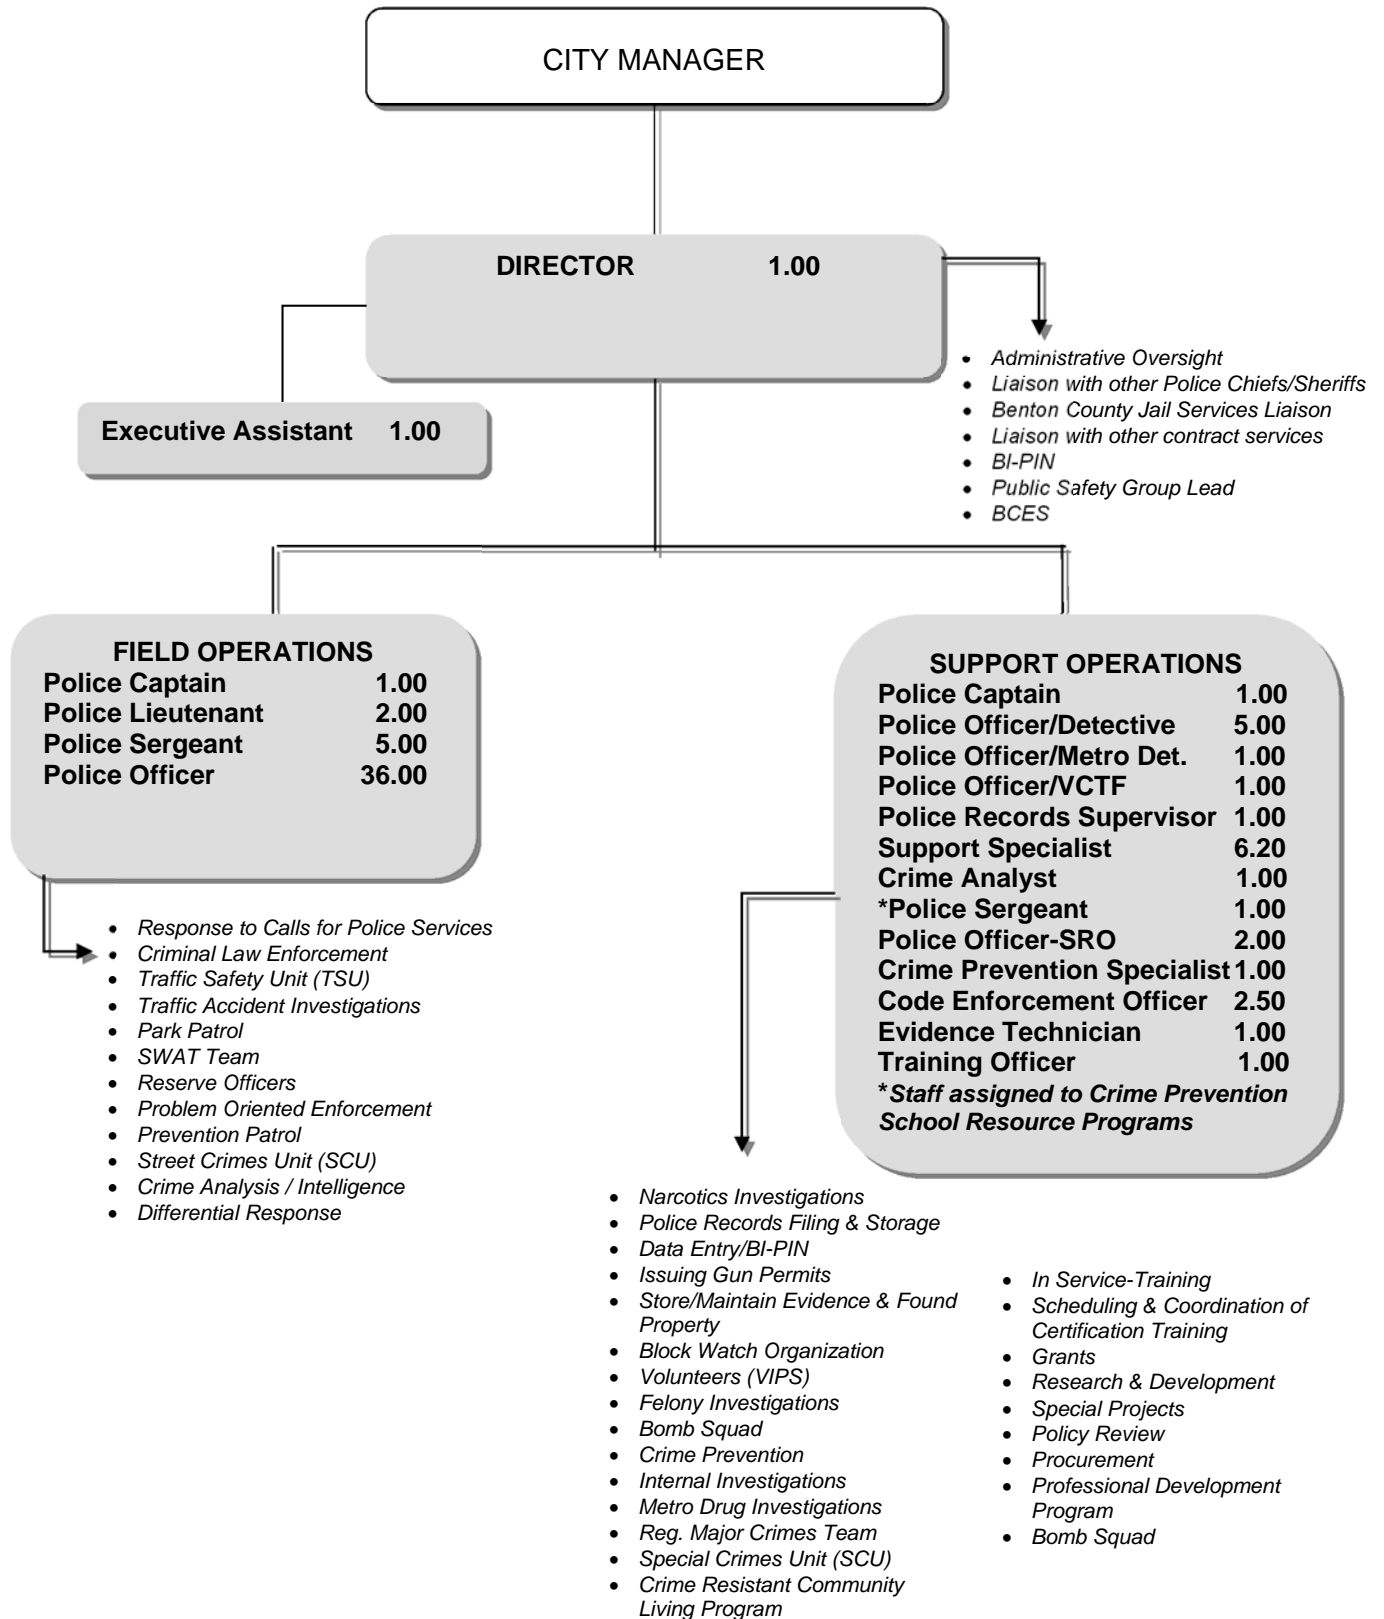 CITY MANAGER
DIRECTOR 1.00
Executive Assistant 1.00
• Administrative Oversight
• Liaison with other Police Chiefs/Sheriffs
• Benton County Jail Services Liaison
• Liaison with other contract services
• BI-PIN
• Public Safety Group Lead
• BCES
FIELD OPERATIONS
Police Captain 1.00
Police Lieutenant 2.00
Police Sergeant 5.00
Police Officer 36.00
• Response to Calls for Police Services
• Criminal Law Enforcement
• Traffic Safety Unit (TSU)
• Traffic Accident Investigations
• Park Patrol
• SWAT Team
• Reserve Officers
• Problem Oriented Enforcement
• Prevention Patrol
• Street Crimes Unit (SCU)
• Crime Analysis / Intelligence
• Differential Response
SUPPORT OPERATIONS
Police Captain 1.00
Police Officer/Detective 5.00
Police Officer/Metro Det. 1.00
Police Officer/VCTF 1.00
Police Records Supervisor 1.00
Support Specialist 6.20
Crime Analyst 1.00
*Police Sergeant 1.00
Police Officer-SRO 2.00
Crime Prevention Specialist 1.00
Code Enforcement Officer 2.50
Evidence Technician 1.00
Training Officer 1.00
*Staff assigned to Crime Prevention
School Resource Programs
• Narcotics Investigations
• Police Records Filing & Storage
• Data Entry/BI-PIN
• Issuing Gun Permits
• Store/Maintain Evidence & Found
Property
• Block Watch Organization
• Volunteers (VIPS)
• Felony Investigations
• Bomb Squad
• Crime Prevention
• Internal Investigations
• Metro Drug Investigations
• Reg. Major Crimes Team
• Special Crimes Unit (SCU)
• Crime Resistant Community
Living Program
• In Service-Training
• Scheduling & Coordination of
Certification Training
• Grants
• Research & Development
• Special Projects
• Policy Review
• Procurement
• Professional Development
Program
• Bomb Squad